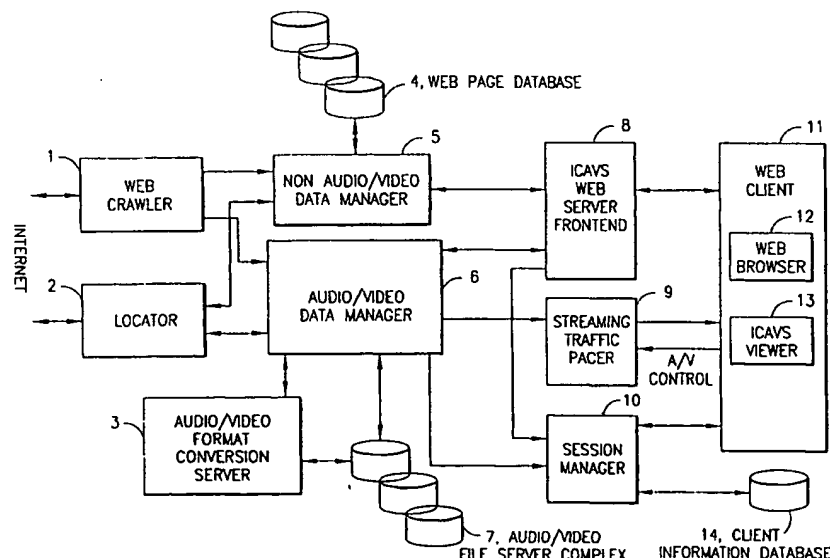 4, WEB PAGE DATABASE
1
WEB
CRAWLER
5
NON AUDIO/VIDEO
DATA MANAGER
8
ICAVS
WEB
SERVER
FRONTEND
11
WEB
CLIENT
12
WEB
BROWSER
13
ICAVS
VIEWER
INTERNET
2
LOCATOR
6
AUDIO/VIDEO
DATA MANAGER
9
STREAMING
TRAFFIC
PACER
A/V
CONTROL
3
AUDIO/VIDEO
FORMAT
CONVERSION
SERVER
10
SESSION
MANAGER
7, AUDIO/VIDEO
FILE SERVER COMPLEX
14, CLIENT
INFORMATION DATABASE